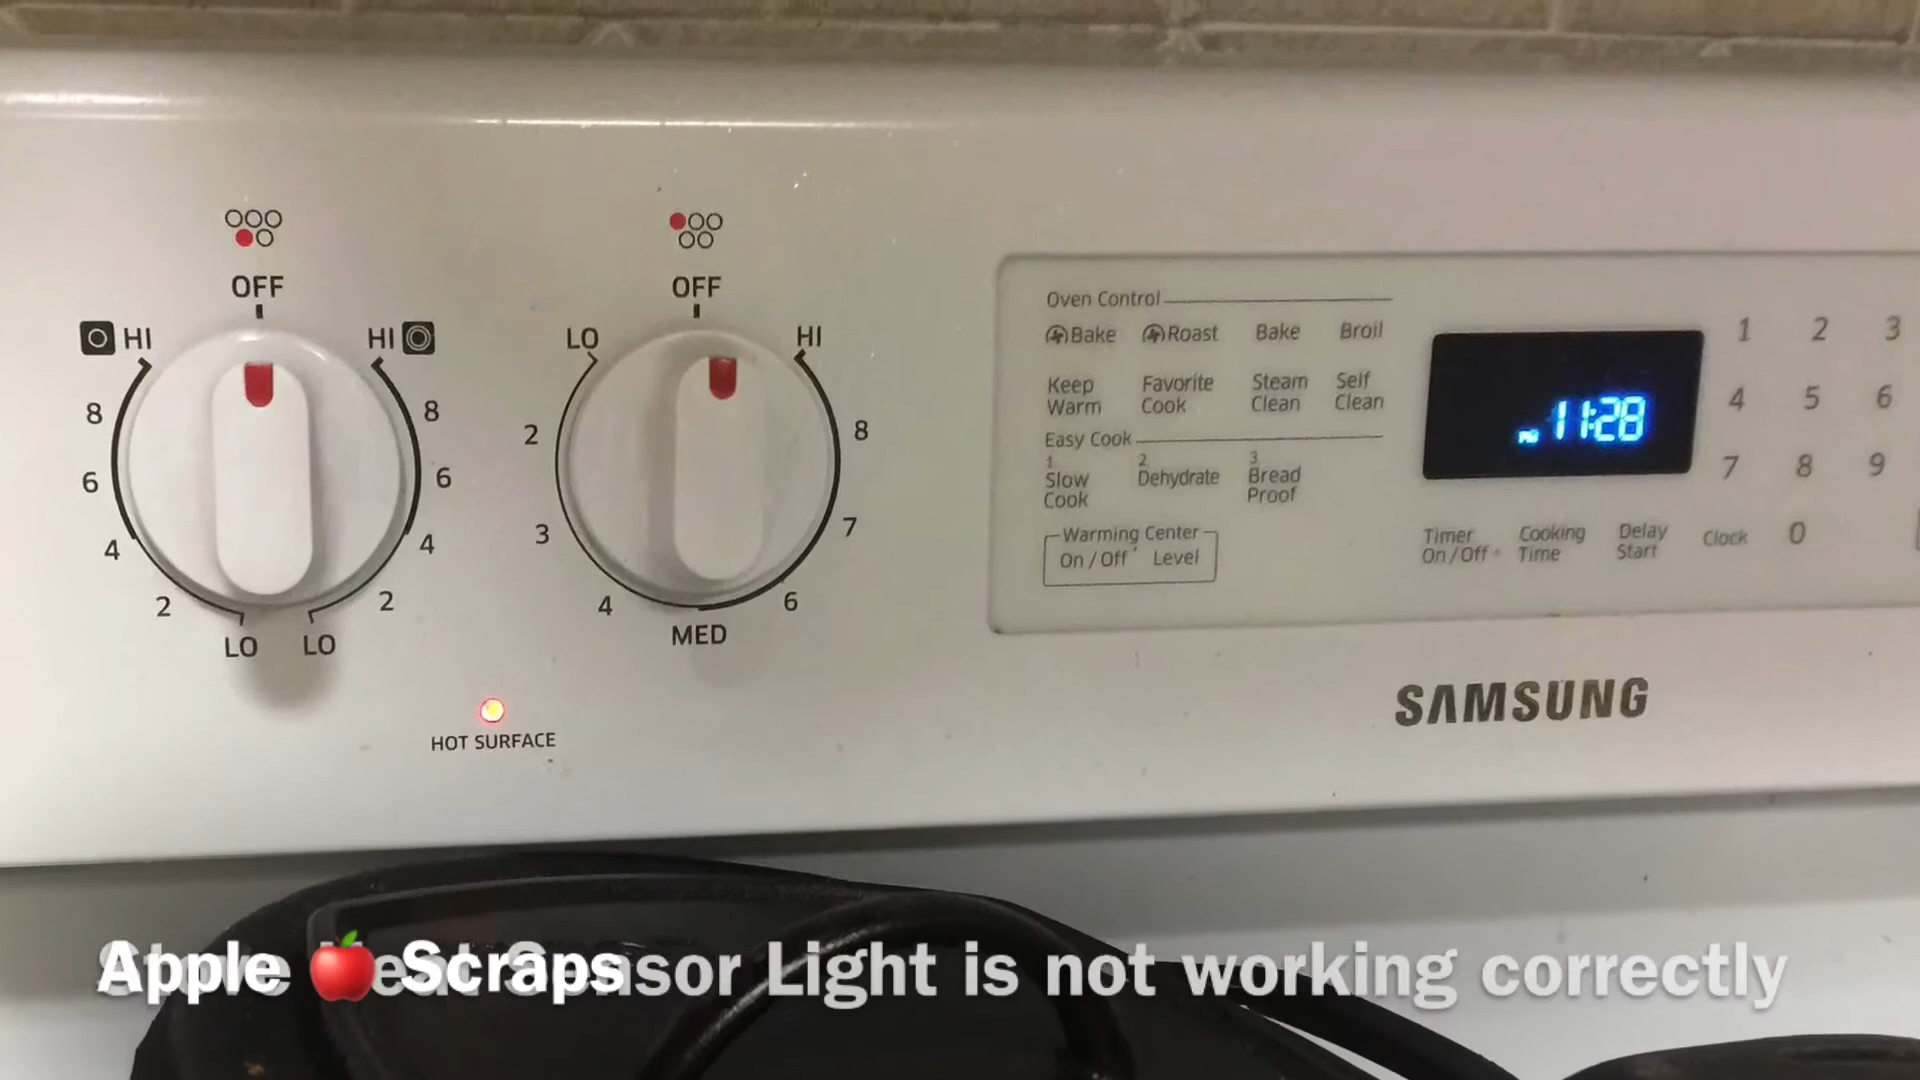 OFF
HI HI
8 8
6 6
4 4
2 2
LO LO
OFF
LO HI
2 8
3 7
4 6
MED
HOT SURFACE
Oven Control
Bake Roast Bake Broil
Keep Warm Favorite Cook Steam Clean Self Clean
Easy Cook
1 2 3
Slow Cook Dehydrate Bread Proof
Warming Center
On / Off Level
11:28
1 2 3
4 5 6
7 8 9
Timer On / Off Cooking Time Delay Start Clock 0
SAMSUNG
Apple 🍎 Scraps
Sensor Light is not working correctly